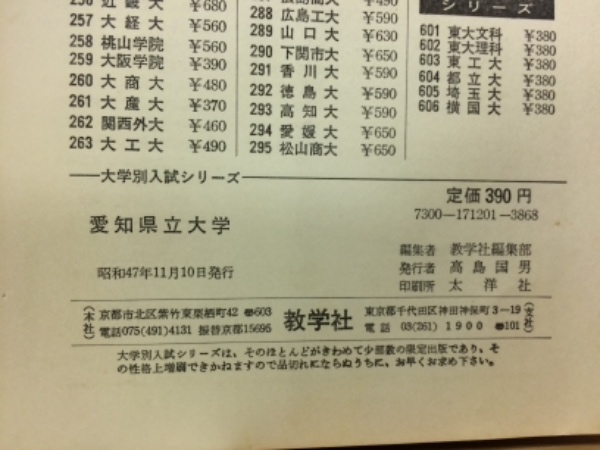 256 近畿大 ¥680
257 大経大 ¥560
258 桃山学院 ¥560
259 大阪学院 ¥390
260 大商大 ¥480
261 大産大 ¥370
262 関西外大 ¥460
263 大工大 ¥490
¥490
288 広島工大 ¥590
289 山口大 ¥630
290 下関市大 ¥650
291 香川大 ¥590
292 徳島大 ¥590
293 高知大 ¥590
294 愛媛大 ¥650
295 松山商大 ¥650
シリーズ
601 東大文科 ¥380
602 東大理科 ¥380
603 東工大 ¥380
604 都立大 ¥380
605 埼玉大 ¥380
606 横国大 ¥380
―大学別入試シリーズ―
定価 390円
愛知県立大学
7300―171201―3868
編集者 教学社編集部
昭和47年11月10日発行
発行者 高島国男
印刷所 太洋社
(本社) 京都市北区紫竹東栗栖町42 〒603
電話075(491)4131 振替京都15695
教学社
東京都千代田区神田神保町3―19 (支社)
電話 03(261)1900 〒101
大学別入試シリーズは、そのほとんどがきわめて少部数の限定出版であり、そ
の性格上増刷できかねますので品切れにならぬうちに、お早くお求め下さい。